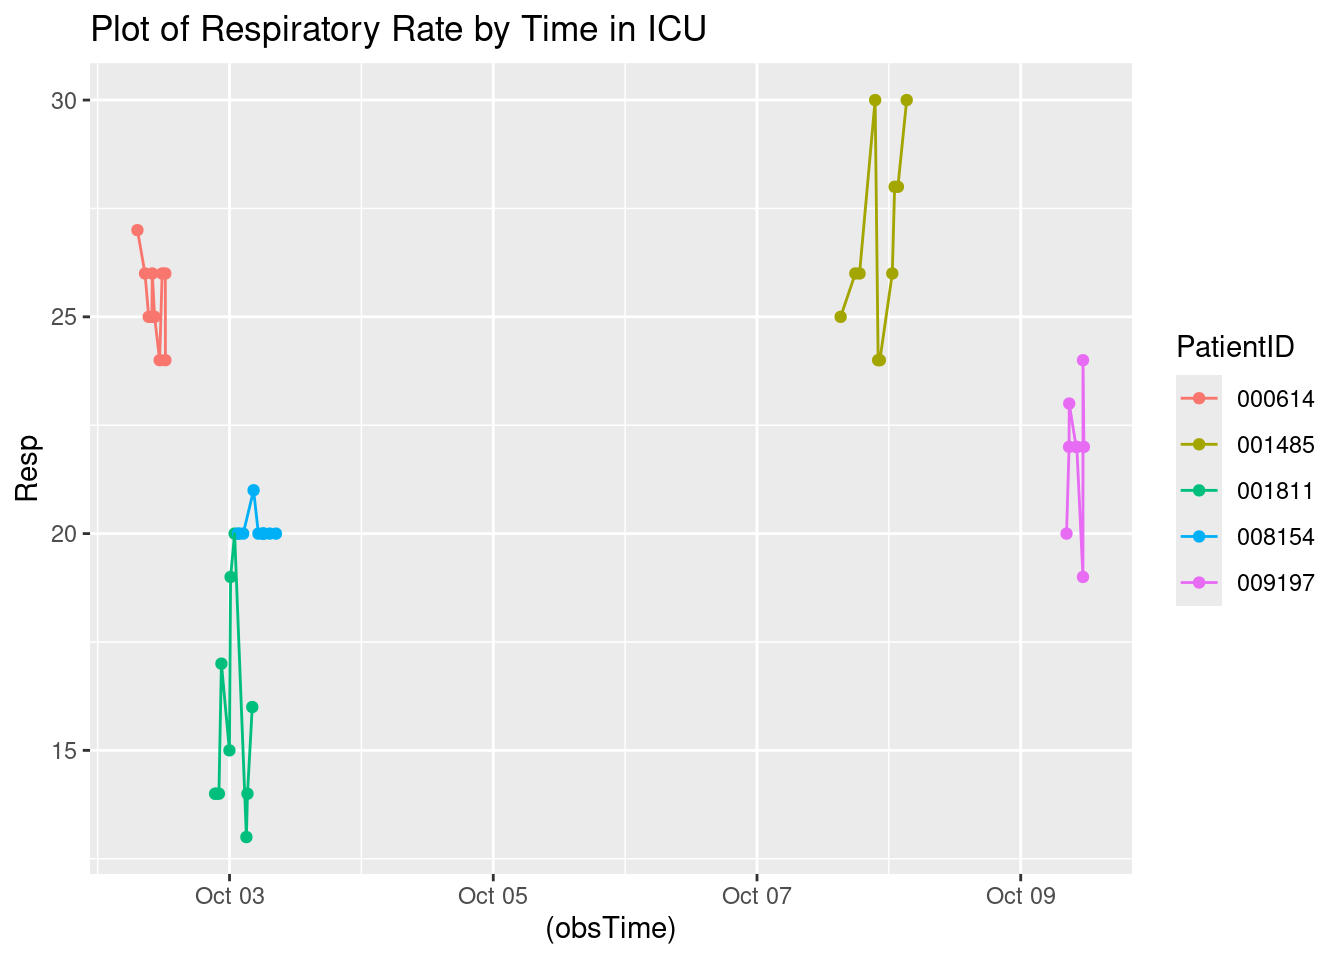 Plot of Respiratory Rate by Time in ICU
30
25
20
15
Resp
Oct 03
Oct 05
Oct 07
Oct 09
(obsTime)
PatientID
000614
001485
001811
008154
009197